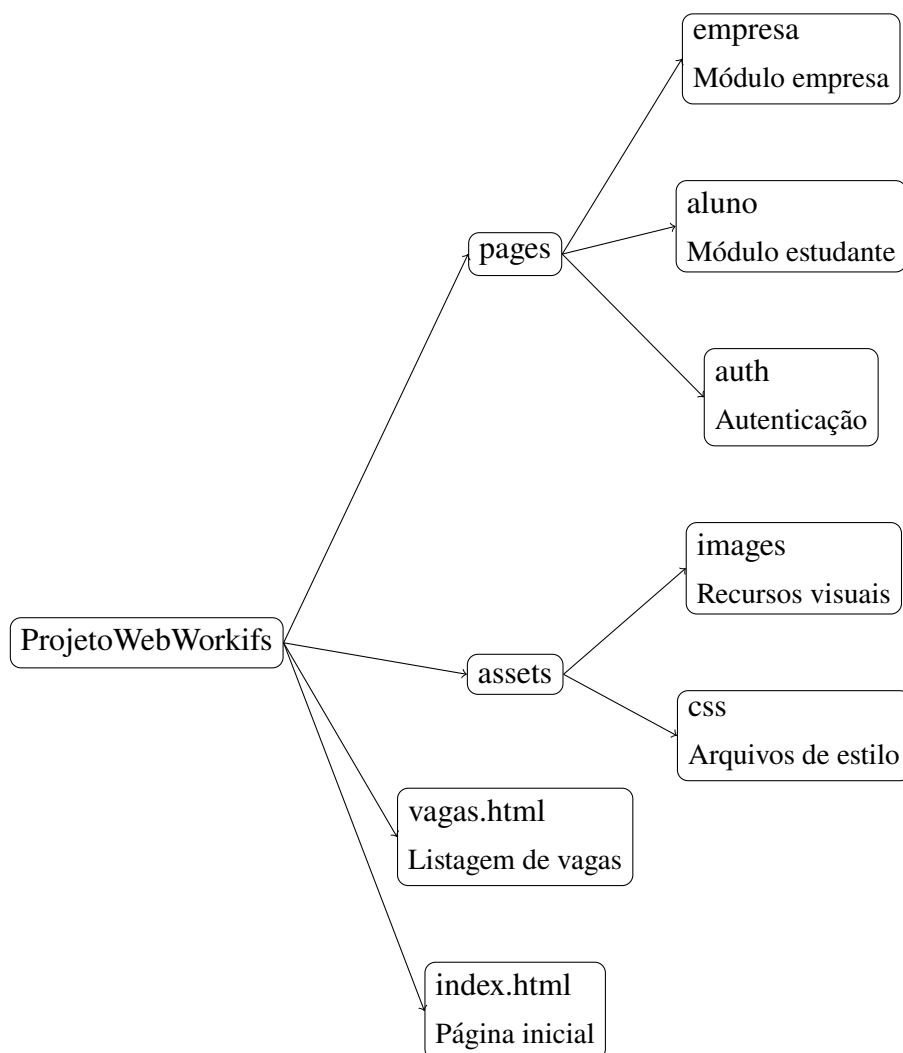 empresa
Módulo empresa
aluno
Módulo estudante
pages
auth
Autenticação
images
Recursos visuais
ProjetoWebWorkifs
assets
css
Arquivos de estilo
vagas.html
Listagem de vagas
index.html
Página inicial